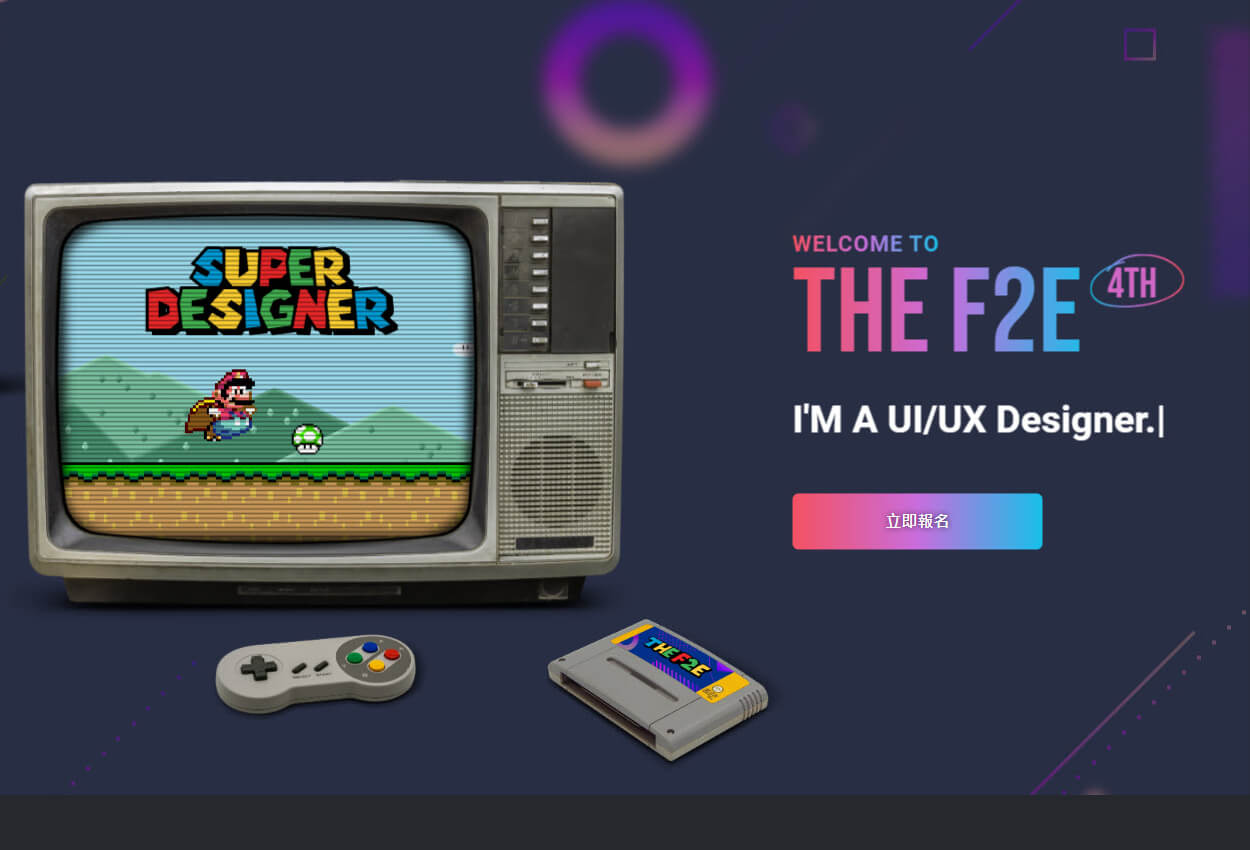 SUPER
DESIGNER
WELCOME TO
THE F2E
4TH
I'M A UI/UX Designer.|
立即報名
THE F2E